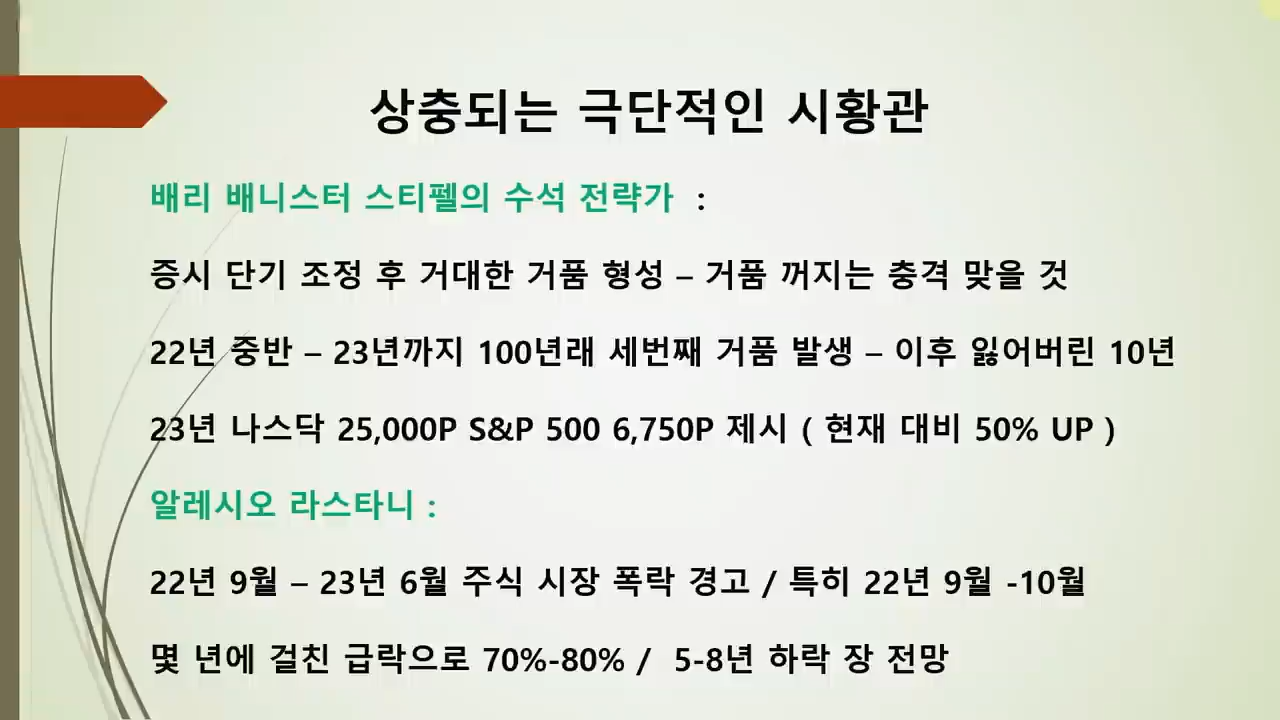 상충되는 극단적인 시황관
배리 배니스터 스티펠의 수석 전략가 :
증시 단기 조정 후 거대한 거품 형성 – 거품 꺼지는 충격 맞을 것
22년 중반 – 23년까지 100년래 세번째 거품 발생 – 이후 잃어버린 10년
23년 나스닥 25,000P S&P 500 6,750P 제시 ( 현재 대비 50% UP )
알레시오 라스타니 :
22년 9월 – 23년 6월 주식 시장 폭락 경고 / 특히 22년 9월 -10월
몇 년에 걸친 급락으로 70%-80% / 5-8년 하락 장 전망